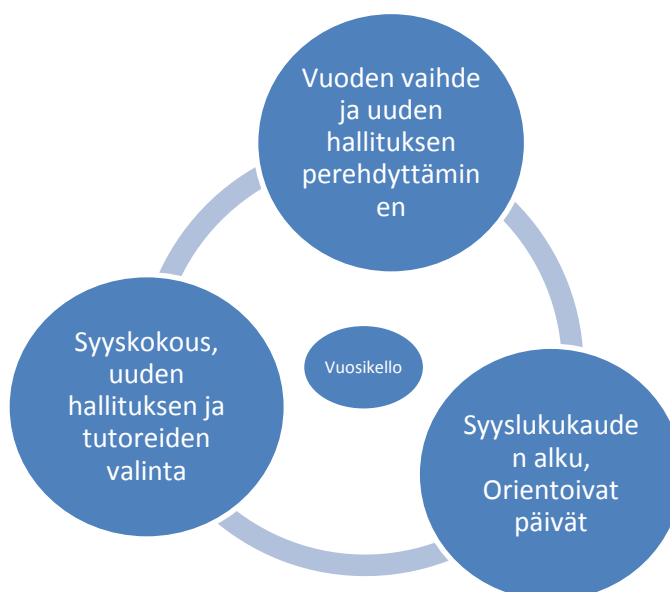 Vuoden vaihde
ja uuden
hallituksen
perehdyttämin
en
Syyskokous,
uuden
hallituksen ja
tutoreiden
valinta
Vuosikello
Syyslukukaude
n alku,
Orientoivat
päivät